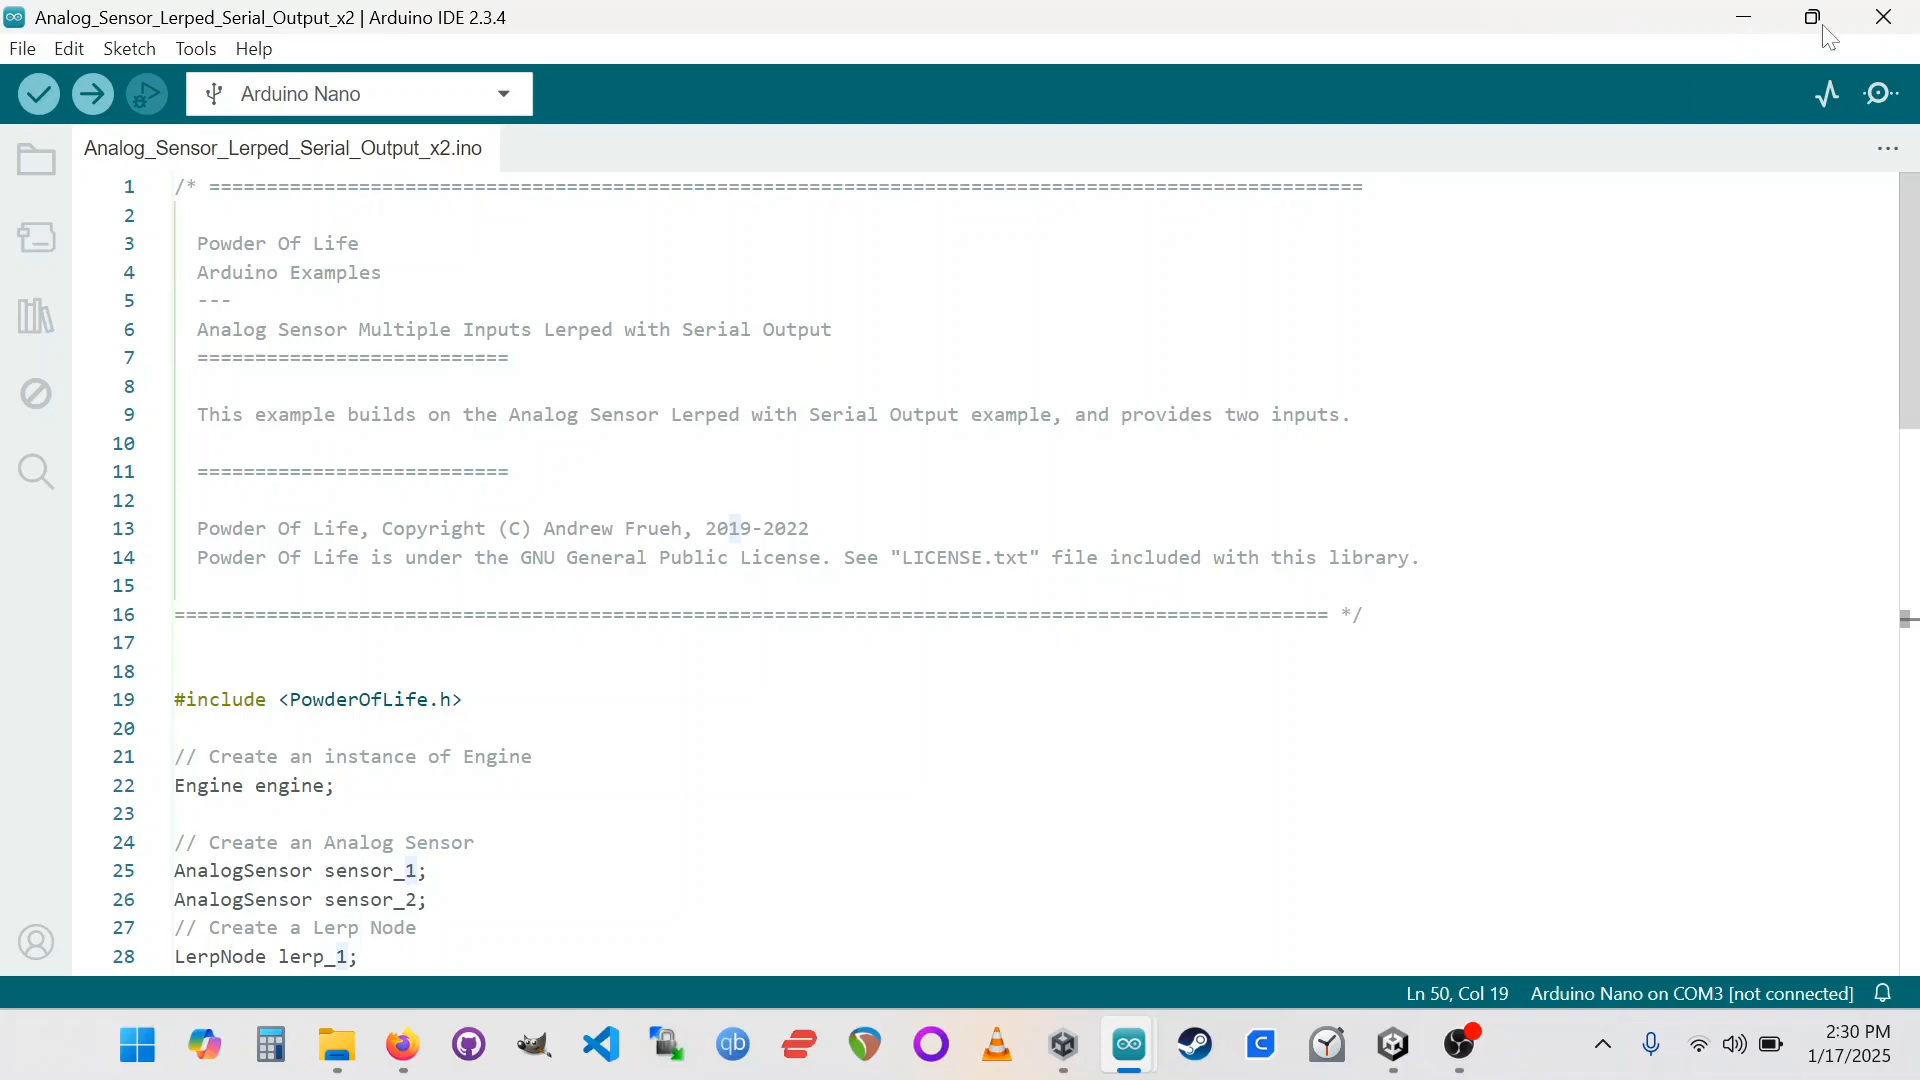 Analog_Sensor_Lerped_Serial_Output_x2 | Arduino IDE 2.3.4
File Edit Sketch Tools Help
Arduino Nano
Analog_Sensor_Lerped_Serial_Output_x2.ino
1 /* ====================================================================================================
2
3 Powder Of Life
4 Arduino Examples
5 ---
6 Analog Sensor Multiple Inputs Lerped with Serial Output
7 ===========================
8
9 This example builds on the Analog Sensor Lerped with Serial Output example, and provides two inputs.
10
11 ===========================
12
13 Powder Of Life, Copyright (C) Andrew Frueh, 2019-2022
14 Powder Of Life is under the GNU General Public License. See "LICENSE.txt" file included with this library.
15
16 ==================================================================================================== */
17
18
19 #include <PowderOfLife.h>
20
21 // Create an instance of Engine
22 Engine engine;
23
24 // Create an Analog Sensor
25 AnalogSensor sensor_1;
26 AnalogSensor sensor_2;
27 // Create a Lerp Node
28 LerpNode lerp_1;
Ln 50, Col 19 Arduino Nano on COM3 [not connected]
qb
C
2:30 PM
1/17/2025